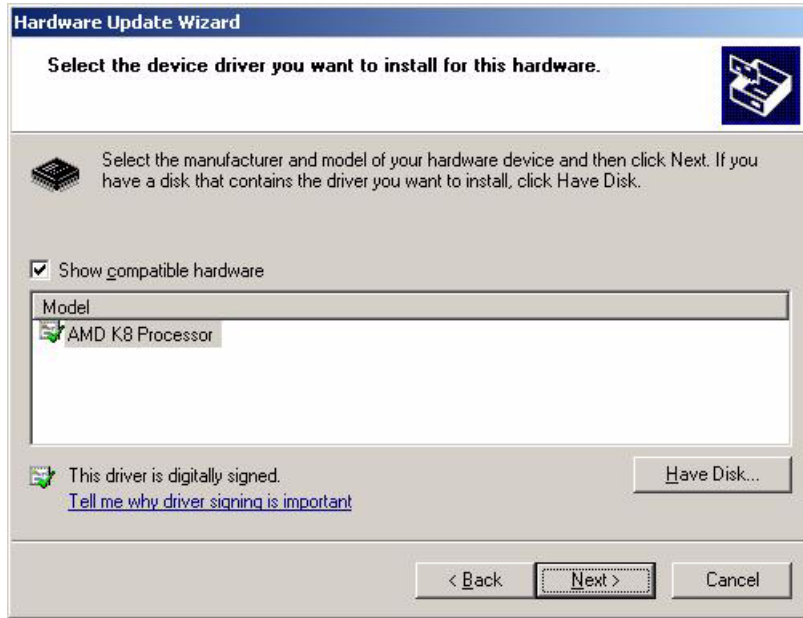 Hardware Update Wizard
Select the device driver you want to install for this hardware.
Select the manufacturer and model of your hardware device and then click Next. If you
have a disk that contains the driver you want to install, click Have Disk.
Show compatible hardware
Model
AMD K8 Processor
This driver is digitally signed.
Have Disk...
Tell me why driver signing is important
< Back
Next >
Cancel